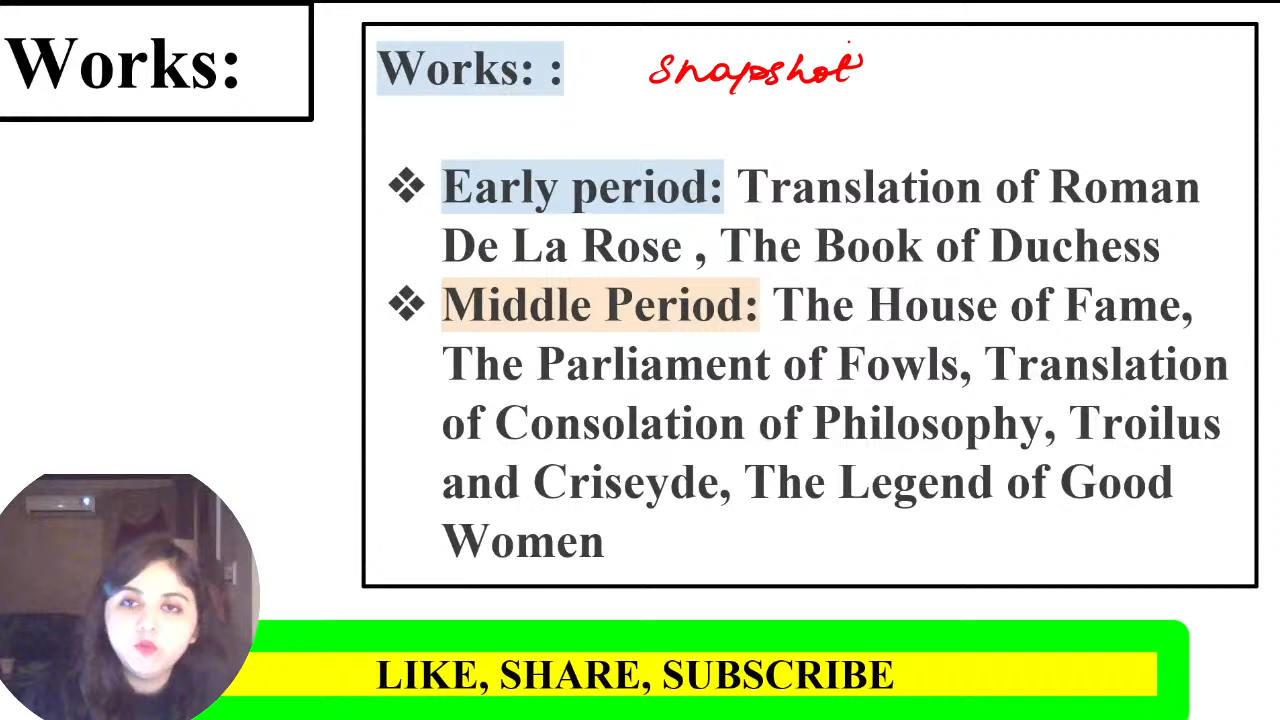 Works:
Works: : snapshot
❖ Early period: Translation of Roman
De La Rose , The Book of Duchess
❖ Middle Period: The House of Fame,
The Parliament of Fowls, Translation
of Consolation of Philosophy, Troilus
and Criseyde, The Legend of Good
Women
LIKE, SHARE, SUBSCRIBE